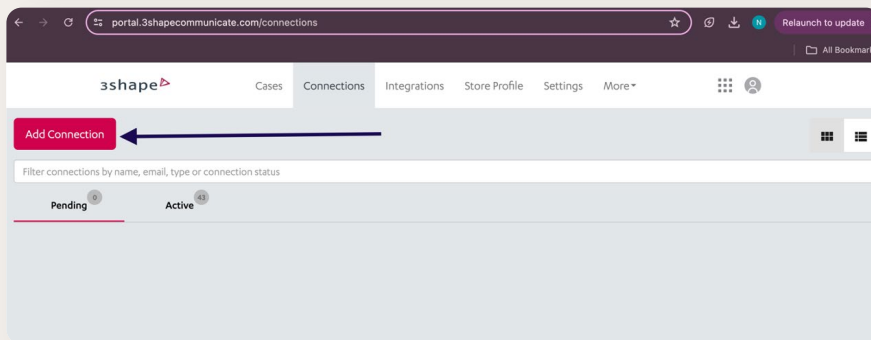 portal.3shapecommunicate.com/connections
N
Relaunch to update
All Bookmark
3shape
Cases
Connections
Integrations
Store Profile
Settings
More
Add Connection
Filter connections by name, email, type or connection status
Pending 0
Active 43